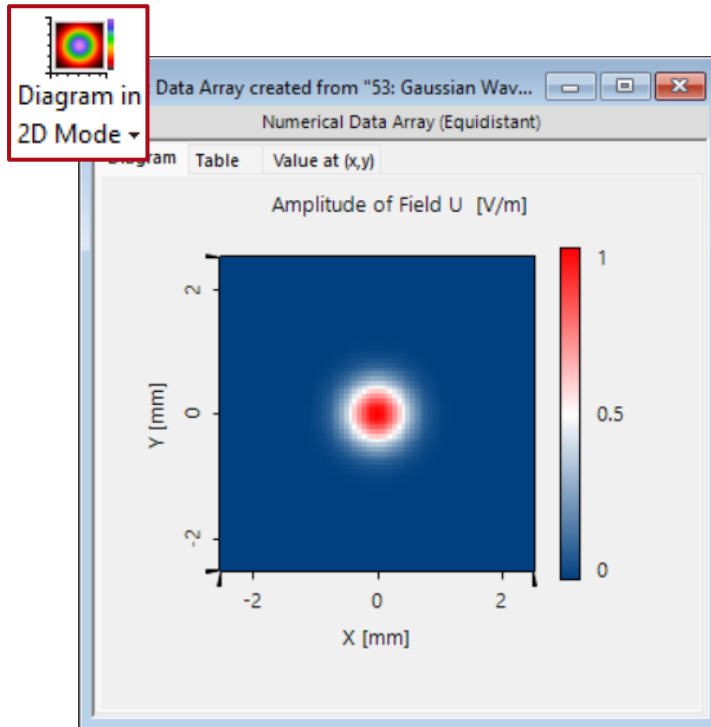 Diagram in
2D Mode
: Data Array created from "53: Gaussian Wav...
Numerical Data Array (Equidistant)
Diagram
Table
Value at (x,y)
Amplitude of Field U [V/m]
1
0.5
0
2
0
-2
Y [mm]
-2
0
2
X [mm]